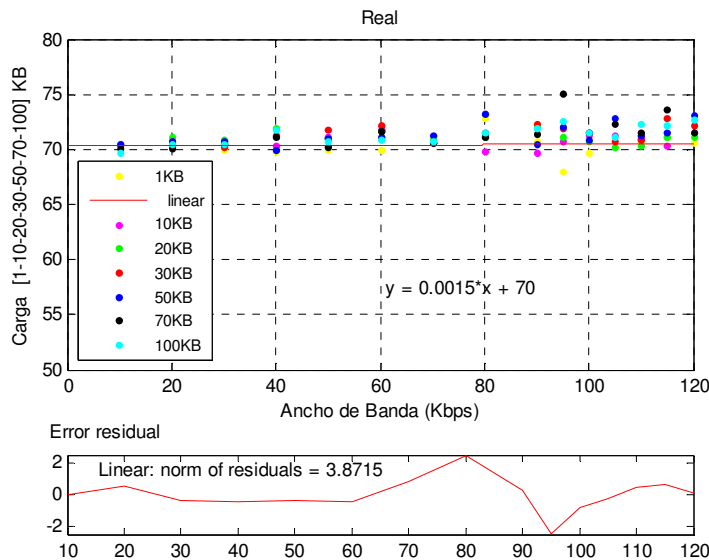 Real
80
75
70
65
60
55
50
Carga [1-10-20-30-50-70-100] KB
1KB
linear
10KB
20KB
30KB
50KB
70KB
100KB
y = 0.0015*x + 70
0 20 40 60 80 100 120
Ancho de Banda (Kbps)
Error residual
Linear: norm of residuals = 3.8715
2
0
-2
10 20 30 40 50 60 70 80 90 100 110 120